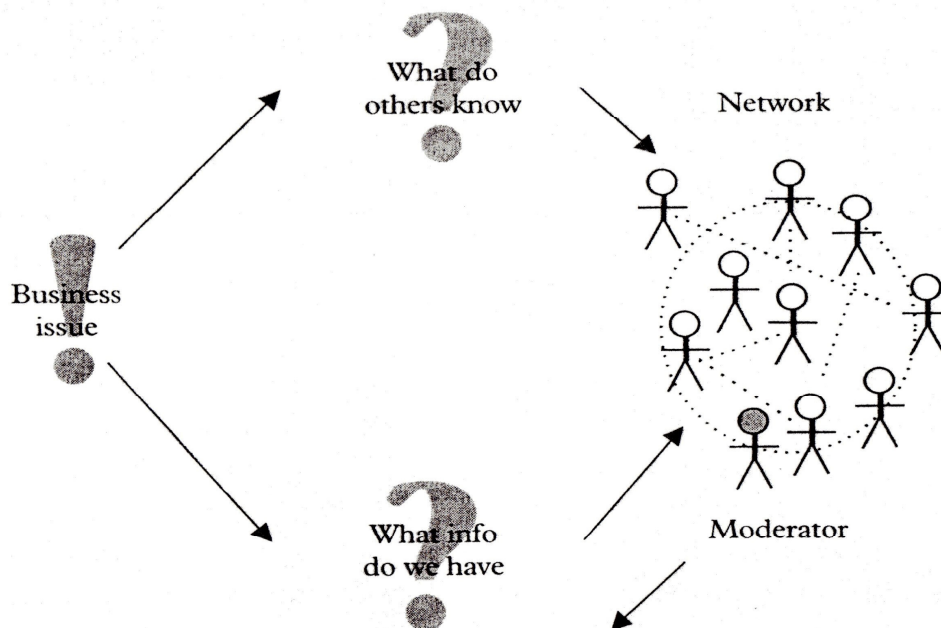 What do
others know
Network
Business
issue
What info
do we have
Moderator